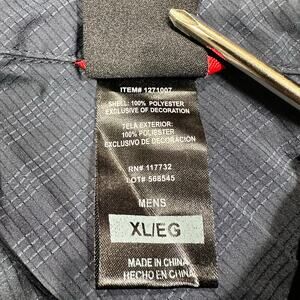 ITEM# 1271007
SHELL: 100% POLYESTER
EXCLUSIVE OF DECORATION
TELA EXTERIOR:
100% POLIESTER
EXCLUSIVO DE DECORACIÓN
RN# 117732
LOT# 568545
MENS
XL/EG
MADE IN CHINA
HECHO EN CHINA